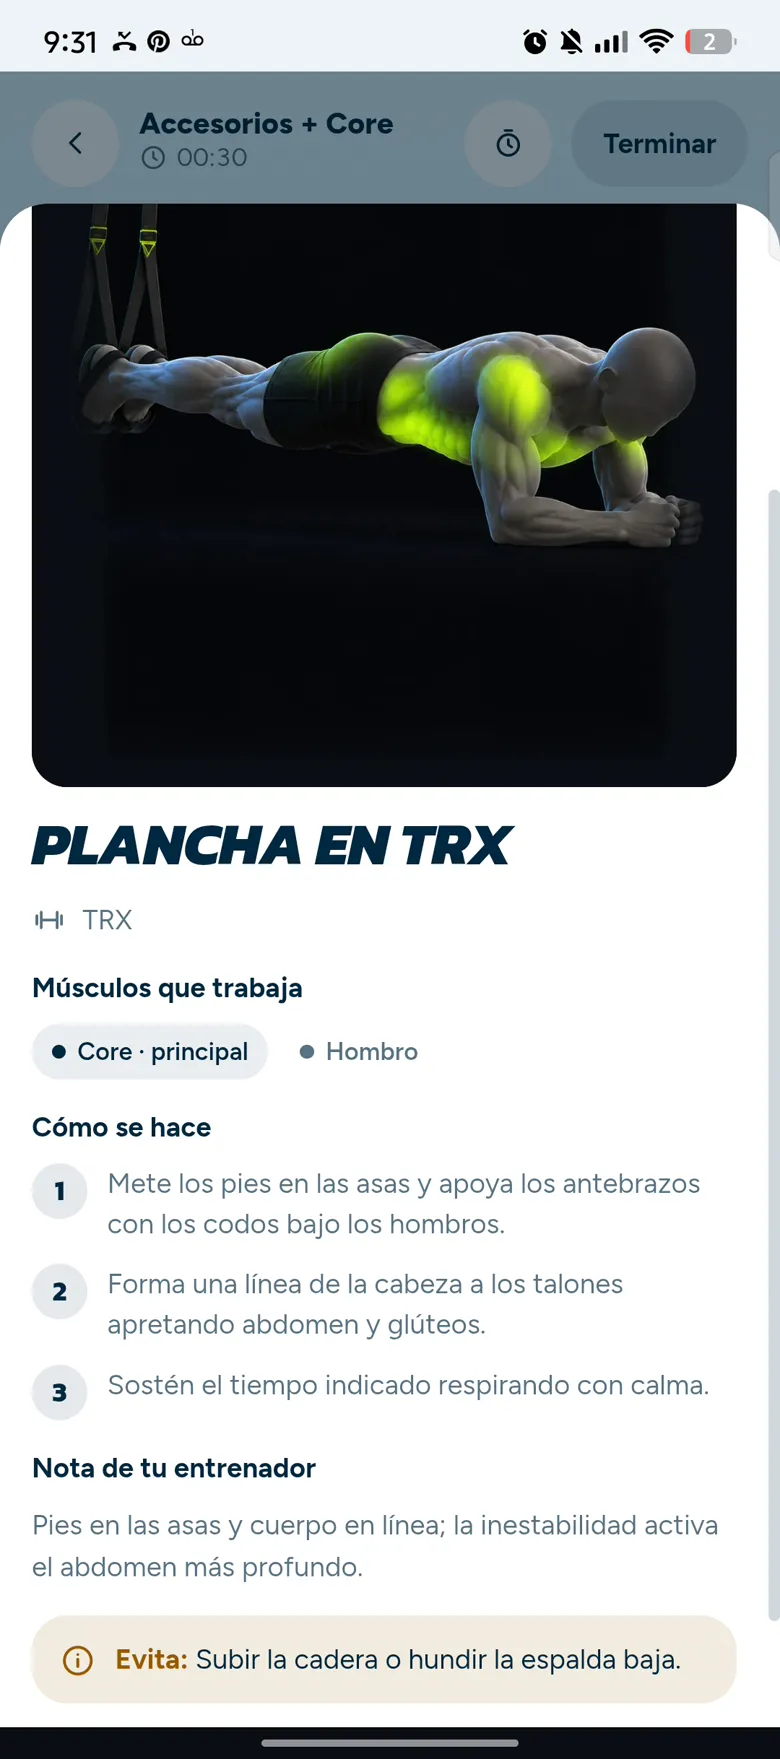 9:31
2
Accesorios + Core
00:30
Terminar
PLANCHA EN TRX
TRX
Músculos que trabaja
Core · principal
Hombro
Cómo se hace
1
Mete los pies en las asas y apoya los antebrazos
con los codos bajo los hombros.
2
Forma una línea de la cabeza a los talones
apretando abdomen y glúteos.
3
Sostén el tiempo indicado respirando con calma.
Nota de tu entrenador
Pies en las asas y cuerpo en línea; la inestabilidad activa
el abdomen más profundo.
Evita: Subir la cadera o hundir la espalda baja.